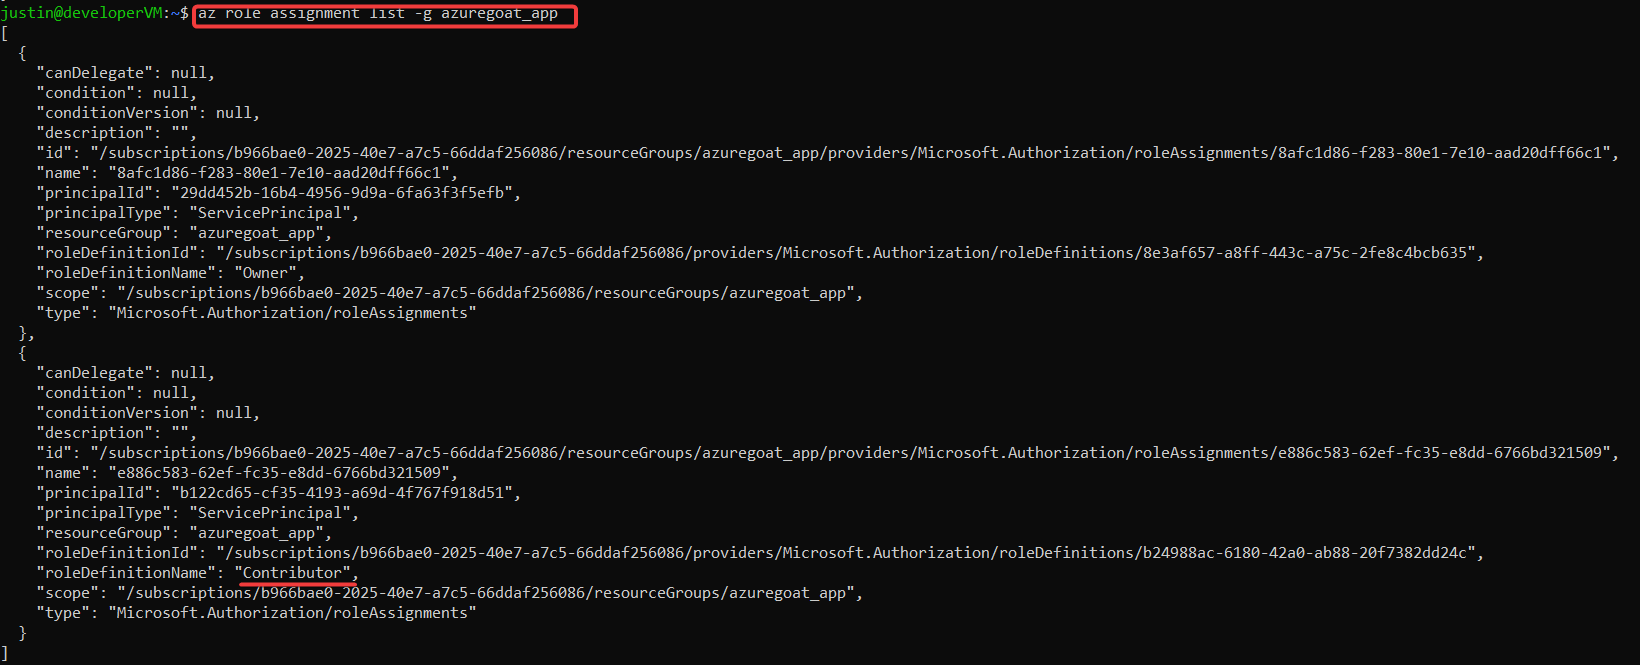 justin@developerVM:~$ az role assignment list -g azuregoat_app
[
  {
    "canDelegate": null,
    "condition": null,
    "conditionVersion": null,
    "description": "",
    "id": "/subscriptions/b966bae0-2025-40e7-a7c5-66ddaf256086/resourceGroups/azuregoat_app/providers/Microsoft.Authorization/roleAssignments/8afc1d86-f283-80e1-7e10-aad20dff66c1",
    "name": "8afc1d86-f283-80e1-7e10-aad20dff66c1",
    "principalId": "29dd452b-16b4-4956-9d9a-6fa63f3f5efb",
    "principalType": "ServicePrincipal",
    "resourceGroup": "azuregoat_app",
    "roleDefinitionId": "/subscriptions/b966bae0-2025-40e7-a7c5-66ddaf256086/providers/Microsoft.Authorization/roleDefinitions/8e3af657-a8ff-443c-a75c-2fe8c4bcb635",
    "roleDefinitionName": "Owner",
    "scope": "/subscriptions/b966bae0-2025-40e7-a7c5-66ddaf256086/resourceGroups/azuregoat_app",
    "type": "Microsoft.Authorization/roleAssignments"
  },
  {
    "canDelegate": null,
    "condition": null,
    "conditionVersion": null,
    "description": "",
    "id": "/subscriptions/b966bae0-2025-40e7-a7c5-66ddaf256086/resourceGroups/azuregoat_app/providers/Microsoft.Authorization/roleAssignments/e886c583-62ef-fc35-e8dd-6766bd321509",
    "name": "e886c583-62ef-fc35-e8dd-6766bd321509",
    "principalId": "b122cd65-cf35-4193-a69d-4f767f918d51",
    "principalType": "ServicePrincipal",
    "resourceGroup": "azuregoat_app",
    "roleDefinitionId": "/subscriptions/b966bae0-2025-40e7-a7c5-66ddaf256086/providers/Microsoft.Authorization/roleDefinitions/b24988ac-6180-42a0-ab88-20f7382dd24c",
    "roleDefinitionName": "Contributor",
    "scope": "/subscriptions/b966bae0-2025-40e7-a7c5-66ddaf256086/resourceGroups/azuregoat_app",
    "type": "Microsoft.Authorization/roleAssignments"
  }
]